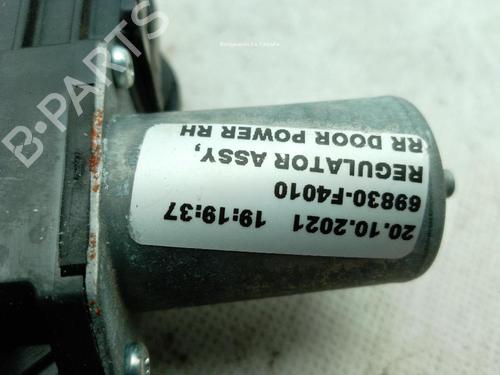 20.10.2021 19:19:37
69830-F4010
REGULATOR ASSY,
RR DOOR POWER RH
B-PARTS